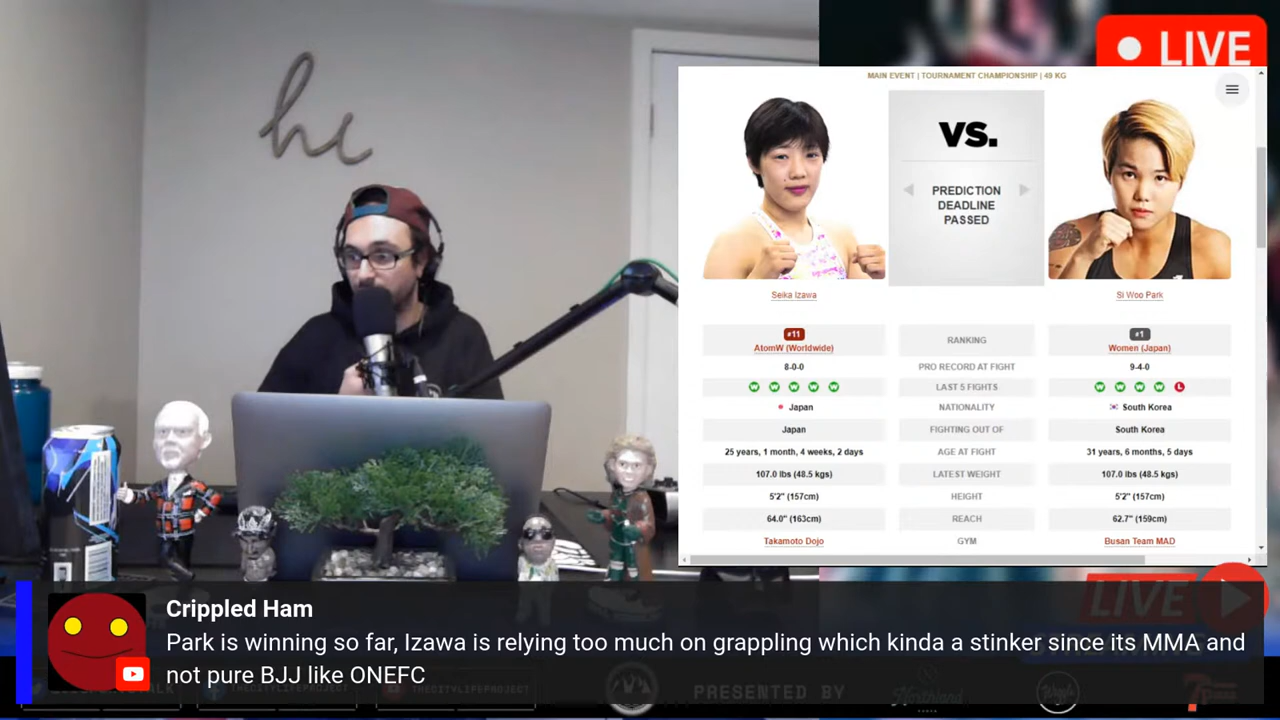 hi
LIVE
MAIN EVENT | TOURNAMENT CHAMPIONSHIP | 49 KG
VS.
PREDICTION
DEADLINE
PASSED
Seika Izawa
Si Woo Park
#11
AtomW (Worldwide)
RANKING
#1
Women (Japan)
8-0-0
PRO RECORD AT FIGHT
9-4-0
W W W W W
LAST 5 FIGHTS
W W W W L
Japan
NATIONALITY
South Korea
Japan
FIGHTING OUT OF
South Korea
25 years, 1 month, 4 weeks, 2 days
AGE AT FIGHT
31 years, 6 months, 5 days
107.0 lbs (48.5 kgs)
LATEST WEIGHT
107.0 lbs (48.5 kgs)
5'2" (157cm)
HEIGHT
5'2" (157cm)
64.0" (163cm)
REACH
62.7" (159cm)
Takamoto Dojo
GYM
Busan Team MAD
LIVE
Crippled Ham
Park is winning so far, Izawa is relying too much on grappling which kinda a stinker since its MMA and
not pure BJJ like ONEFC
THECITYLIFEPROJECT
THECITYLIFEPROJECT
PRESENTED BY
Northland